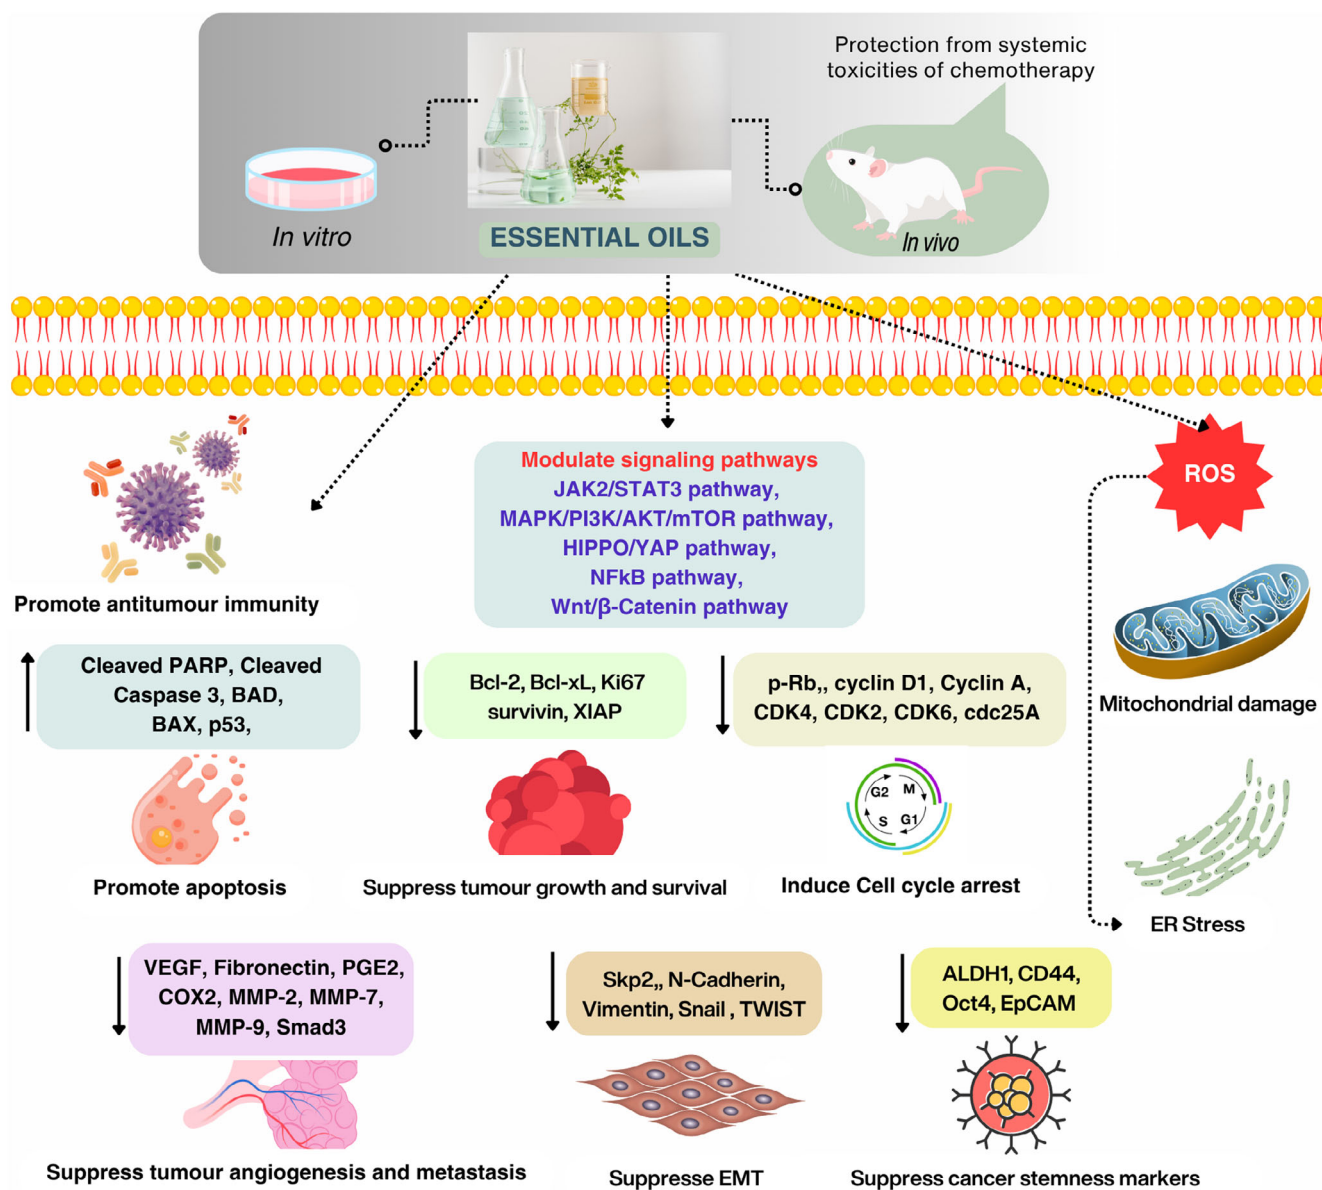 Protection from systemic
toxicities of chemotherapy
In vitro
ESSENTIAL OILS
In vivo
Modulate signaling pathways
JAK2/STAT3 pathway,
MAPK/PI3K/AKT/mTOR pathway,
HIPPO/YAP pathway,
NFkB pathway,
Wnt/β-Catenin pathway
ROS
Promote antitumour immunity
Cleaved PARP, Cleaved
Caspase 3, BAD,
BAX, p53,
Promote apoptosis
Bcl-2, Bcl-xL, Ki67
survivin, XIAP
Suppress tumour growth and survival
p-Rb,, cyclin D1, Cyclin A,
CDK4, CDK2, CDK6, cdc25A
G2 M
S G1
Induce Cell cycle arrest
Mitochondrial damage
ER Stress
VEGF, Fibronectin, PGE2,
COX2, MMP-2, MMP-7,
MMP-9, Smad3
Suppress tumour angiogenesis and metastasis
Skp2,, N-Cadherin,
Vimentin, Snail , TWIST
Suppresse EMT
ALDH1, CD44,
Oct4, EpCAM
Suppress cancer stemness markers